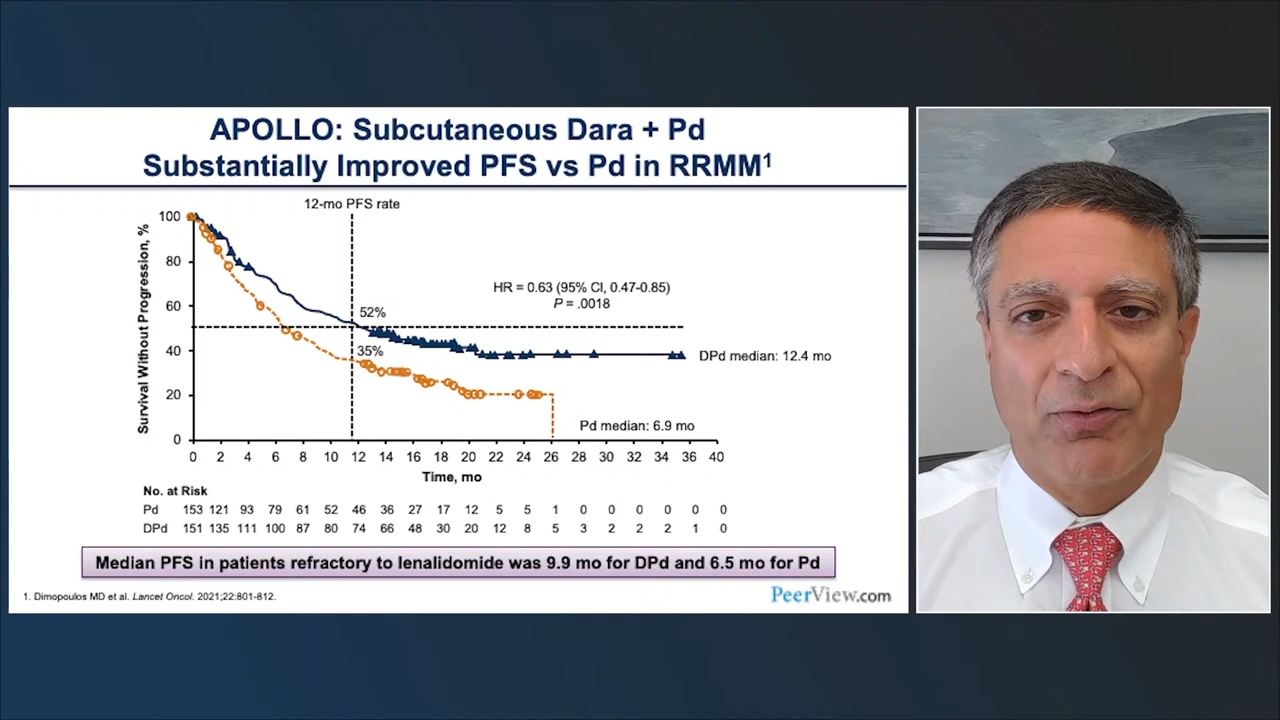 APOLLO: Subcutaneous Dara + Pd
Substantially Improved PFS vs Pd in RRMM1
12-mo PFS rate
Survival Without Progression, %
100
80
60
40
20
0
HR = 0.63 (95% CI, 0.47-0.85)
P = .0018
52%
35%
DPd median: 12.4 mo
Pd median: 6.9 mo
0 2 4 6 8 10 12 14 16 18 20 22 24 26 28 30 32 34 36 38 40
Time, mo
No. at Risk
Pd 153 121 93 79 61 52 46 36 27 17 12 5 5 1 0 0 0 0 0 0 0
DPd 151 135 111 100 87 80 74 66 48 30 20 12 8 5 3 2 2 2 1 0
Median PFS in patients refractory to lenalidomide was 9.9 mo for DPd and 6.5 mo for Pd
1. Dimopoulos MD et al. Lancet Oncol. 2021;22:801-812.
PeerView.com